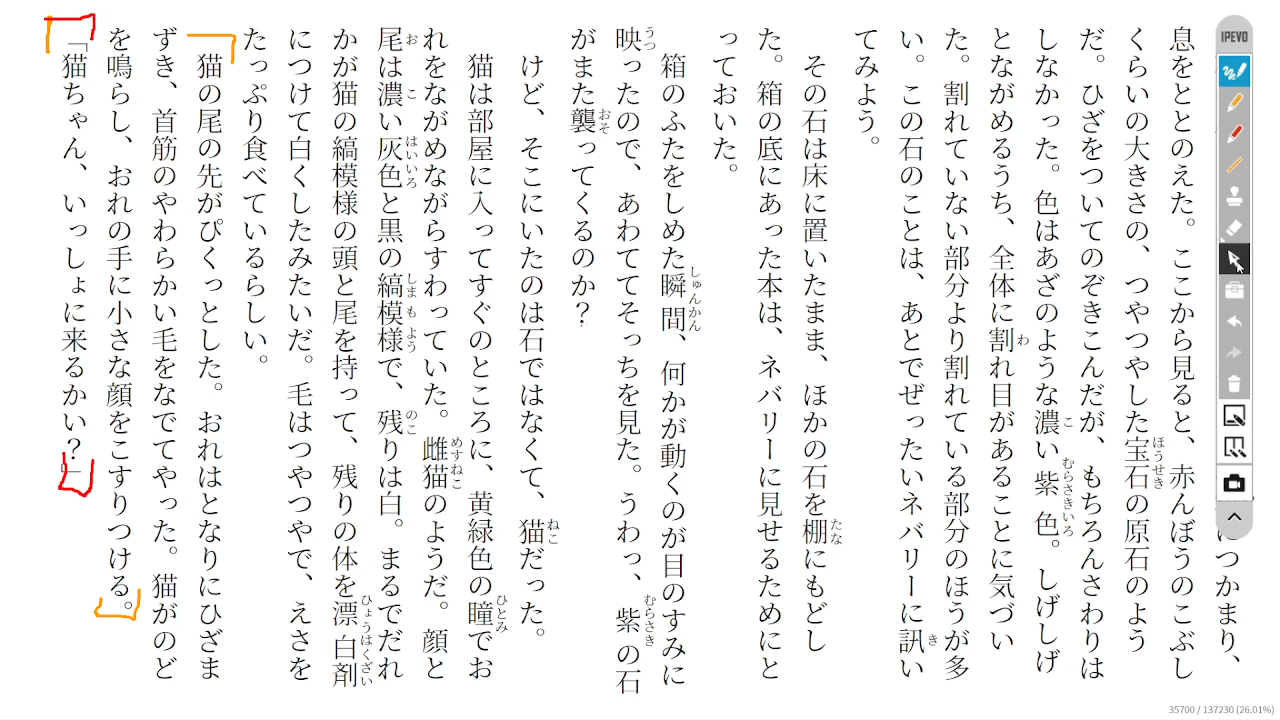 につかまり、
息をととのえた。ここから見ると、赤んぼうのこぶし
くらいの大きさの、つやつやした宝石の原石のよう
だ。ひざをついてのぞきこんだが、もちろんさわりは
しなかった。色はあざのような濃い紫色。しげしげ
とながめるうち、全体に割れ目があることに気づい
た。割れていない部分より割れている部分のほうが多
い。この石のことは、あとでぜったいネバリーに訊い
てみよう。
その石は床に置いたまま、ほかの石を棚にもどし
た。箱の底にあった本は、ネバリーに見せるためにと
っておいた。
箱のふたをしめた瞬間、何かが動くのが目のすみに
映ったので、あわててそっちを見た。うわっ、紫の石
がまた襲ってくるのか?
けど、そこにいたのは石ではなくて、猫だった。
猫は部屋に入ってすぐのところに、黄緑色の瞳でお
れをながめながらすわっていた。雌猫のようだ。顔と
尾は濃い灰色と黒の縞模様で、残りは白。まるでだれ
かが猫の縞模様の頭と尾を持って、残りの体を漂白剤
につけて白くしたみたいだ。毛はつやつやで、えさを
たっぷり食べているらしい。
猫の尾の先がぴくっとした。おれはとなりにひざま
ずき、首筋のやわらかい毛をなでてやった。猫がのど
を鳴らし、おれの手に小さな顔をこすりつける。
「猫ちゃん、いっしょに来るかい?」
IPEVO
35700 / 137230 (26.01%)